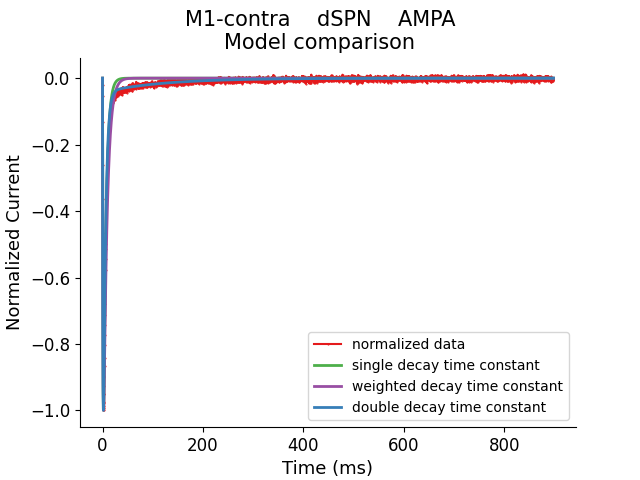 M1-contra dSPN AMPA
Model comparison
Normalized Current
0.0
−0.2
−0.4
−0.6
−0.8
−1.0
normalized data
single decay time constant
weighted decay time constant
double decay time constant
0 200 400 600 800
Time (ms)